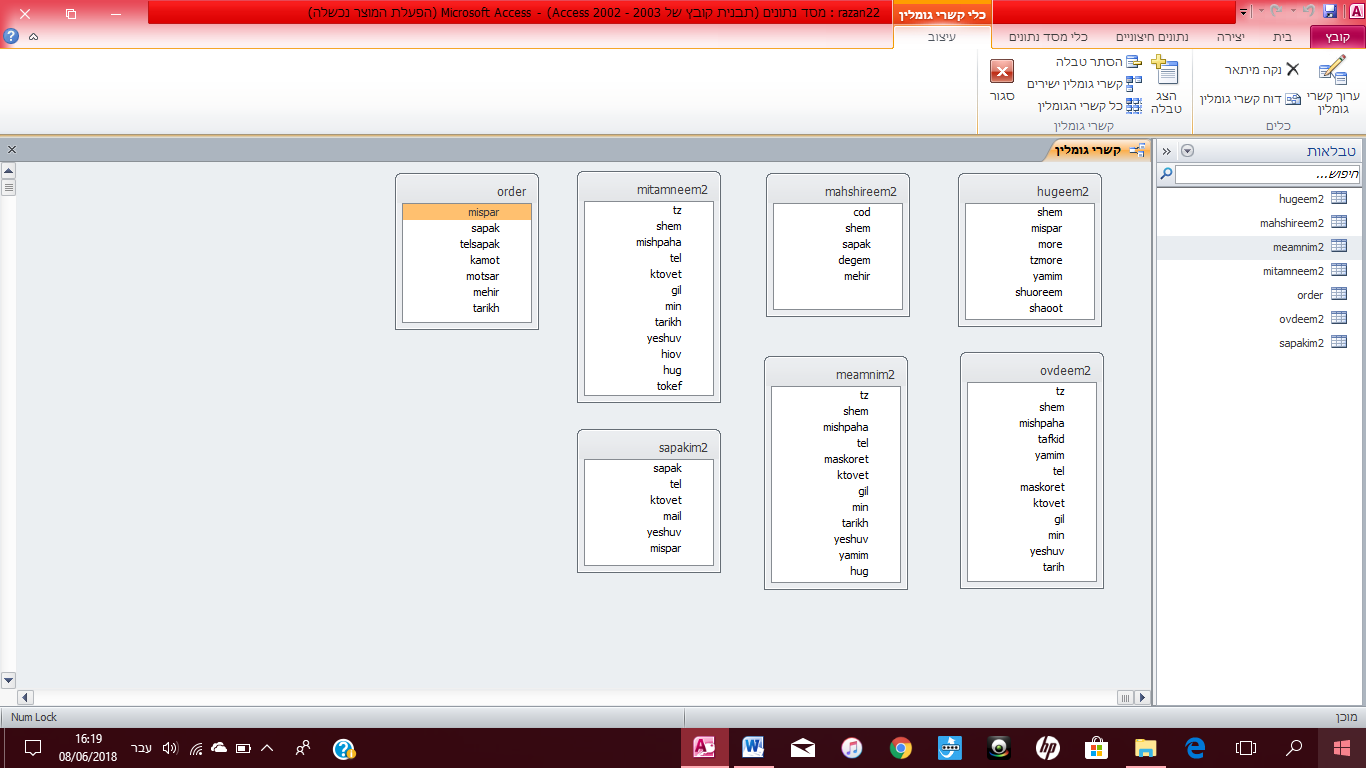 razan22 : מסד נתונים (תבנית קובץ של Access 2002 - 2003) - Microsoft Access (הפעלת המוצר נכשלה)
כלי קשרי גומלין
קובץ
בית
יצירה
נתונים חיצוניים
כלי מסד נתונים
עיצוב
ערוך קשרי גומלין
נקה מיתאר
דוח קשרי גומלין
כלים
הצג טבלה
הסתר טבלה
קשרי גומלין ישירים
כל קשרי הגומלין
סגור
קשרי גומלין
טבלאות
חיפוש...
hugeem2
mahshireem2
meamnim2
mitamneem2
order
ovdeem2
sapakim2
קשרי גומלין
hugeem2
shem
mispar
more
tzmore
yamim
shuoreem
shaoot
mahshireem2
cod
shem
sapak
degem
mehir
mitamneem2
tz
shem
mishpaha
tel
ktovet
gil
min
tarikh
yeshuv
hiov
hug
tokef
order
mispar
sapak
telsapak
kamot
motsar
mehir
tarikh
ovdeem2
tz
shem
mishpaha
tafkid
yamim
tel
maskoret
ktovet
gil
min
yeshuv
tarih
meamnim2
tz
shem
mishpaha
tel
maskoret
ktovet
gil
min
tarikh
yeshuv
yamim
hug
sapakim2
sapak
tel
ktovet
mail
yeshuv
mispar
מוכן
Num Lock
עבר
16:19
08/06/2018